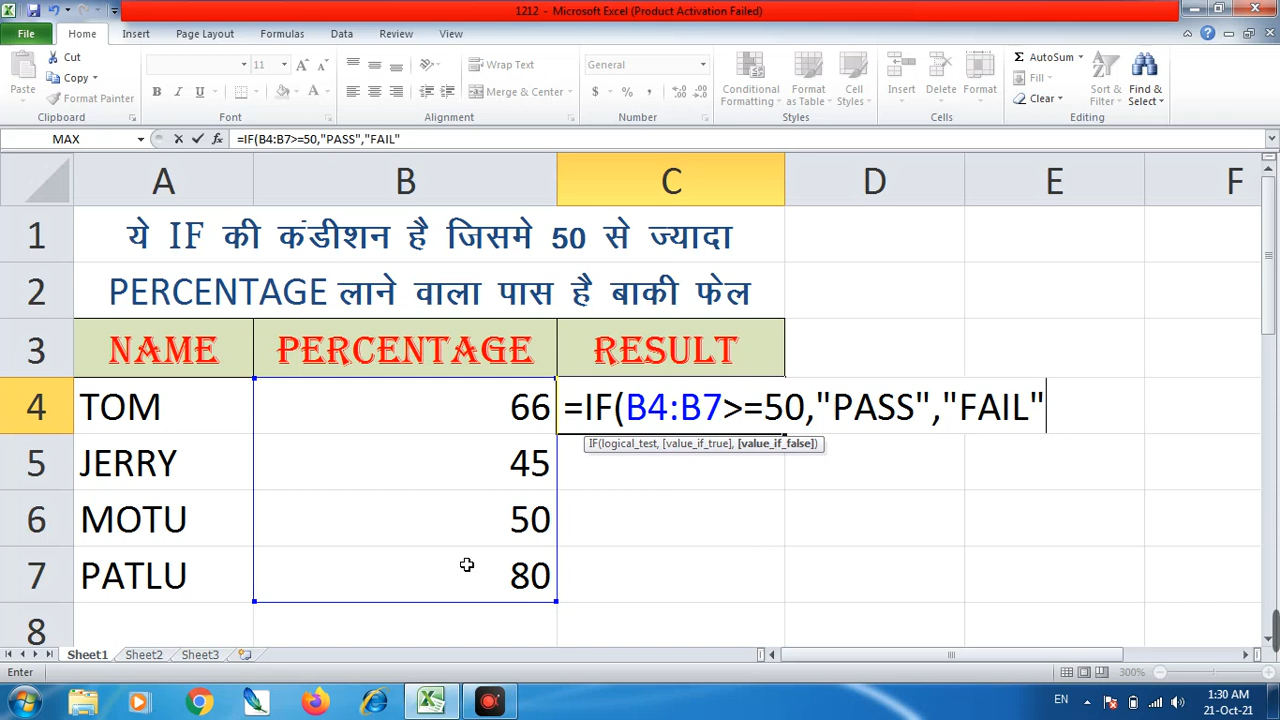 1212 - Microsoft Excel (Product Activation Failed)
File Home Insert Page Layout Formulas Data Review View
Cut
Copy
Format Painter
Paste
Clipboard
11
Font
Wrap Text
Merge & Center
Alignment
General
$ % ,
Number
Conditional Formatting
Format as Table
Cell Styles
Styles
Insert
Delete
Format
Cells
AutoSum
Fill
Clear
Sort & Filter
Find & Select
Editing
MAX
=IF(B4:B7>=50,"PASS","FAIL"
A B C D E F
1 ये IF की कंडीशन है जिसमे 50 से ज्यादा
2 PERCENTAGE लाने वाला पास है बाकी फेल
3 NAME PERCENTAGE RESULT
4 TOM 66 =IF(B4:B7>=50,"PASS","FAIL"
IF(logical_test, [value_if_true], [value_if_false])
5 JERRY 45
6 MOTU 50
7 PATLU 80
8
Sheet1 Sheet2 Sheet3
Enter
300%
EN
1:30 AM
21-Oct-21